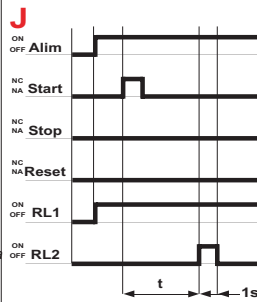 J
ON
OFF Alim
NC
NA Start
NC
NA Stop
NC
NA Reset
ON
OFF RL1
ON
OFF RL2
t
1s